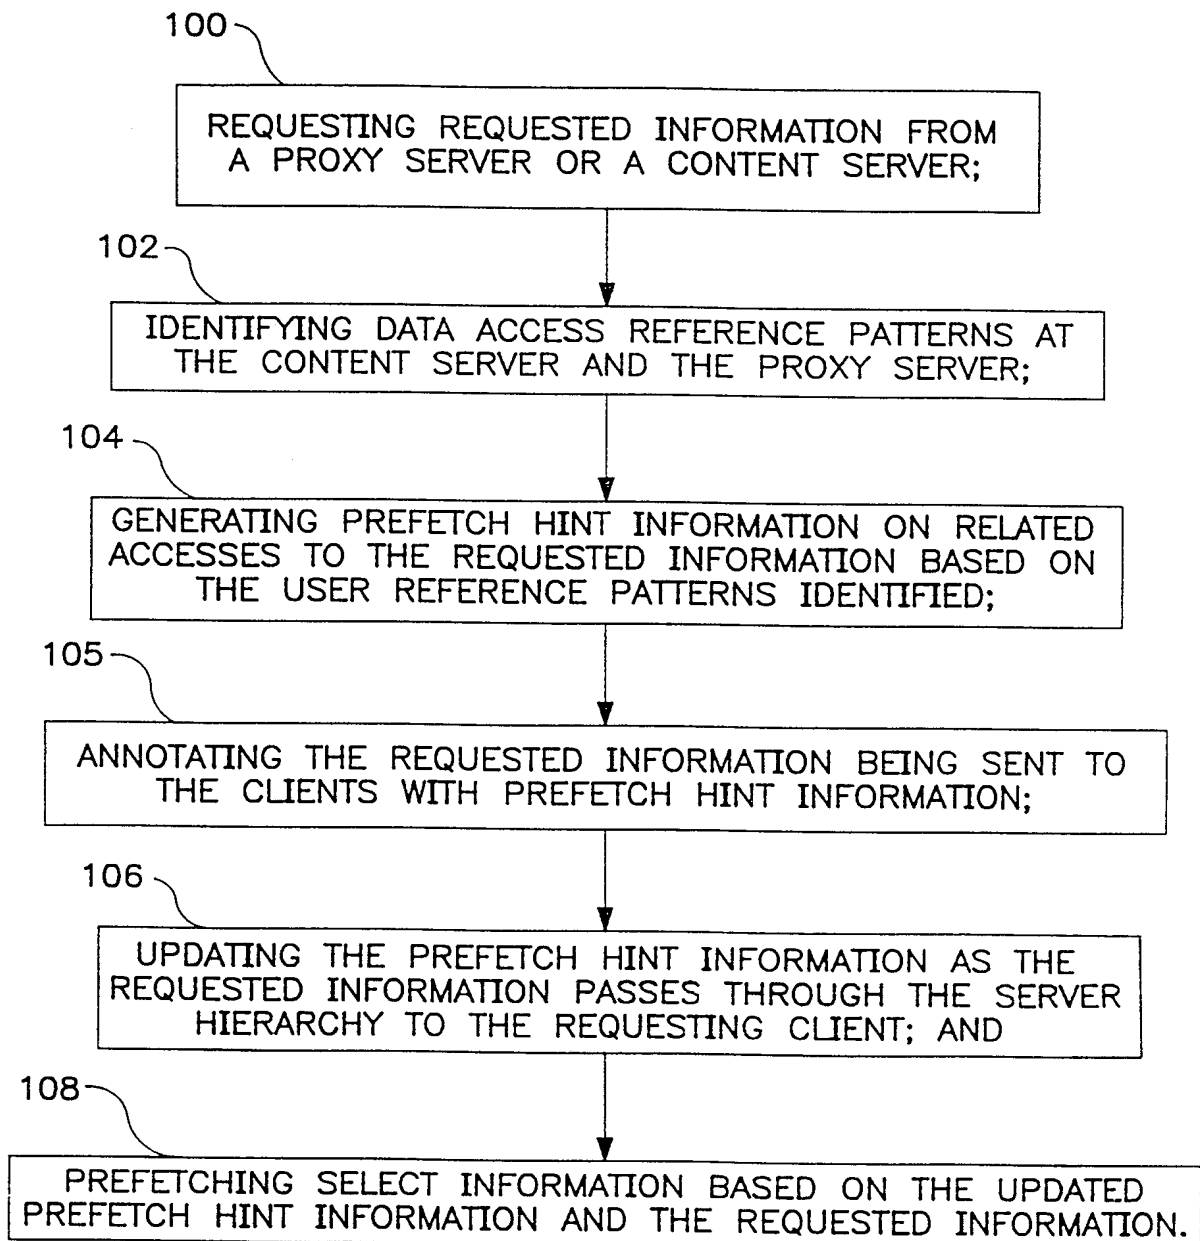 100
REQUESTING REQUESTED INFORMATION FROM
A PROXY SERVER OR A CONTENT SERVER;
102
IDENTIFYING DATA ACCESS REFERENCE PATTERNS AT
THE CONTENT SERVER AND THE PROXY SERVER;
104
GENERATING PREFETCH HINT INFORMATION ON RELATED
ACCESSES TO THE REQUESTED INFORMATION BASED ON
THE USER REFERENCE PATTERNS IDENTIFIED;
105
ANNOTATING THE REQUESTED INFORMATION BEING SENT TO
THE CLIENTS WITH PREFETCH HINT INFORMATION;
106
UPDATING THE PREFETCH HINT INFORMATION AS THE
REQUESTED INFORMATION PASSES THROUGH THE SERVER
HIERARCHY TO THE REQUESTING CLIENT; AND
108
PREFETCHING SELECT INFORMATION BASED ON THE UPDATED
PREFETCH HINT INFORMATION AND THE REQUESTED INFORMATION.